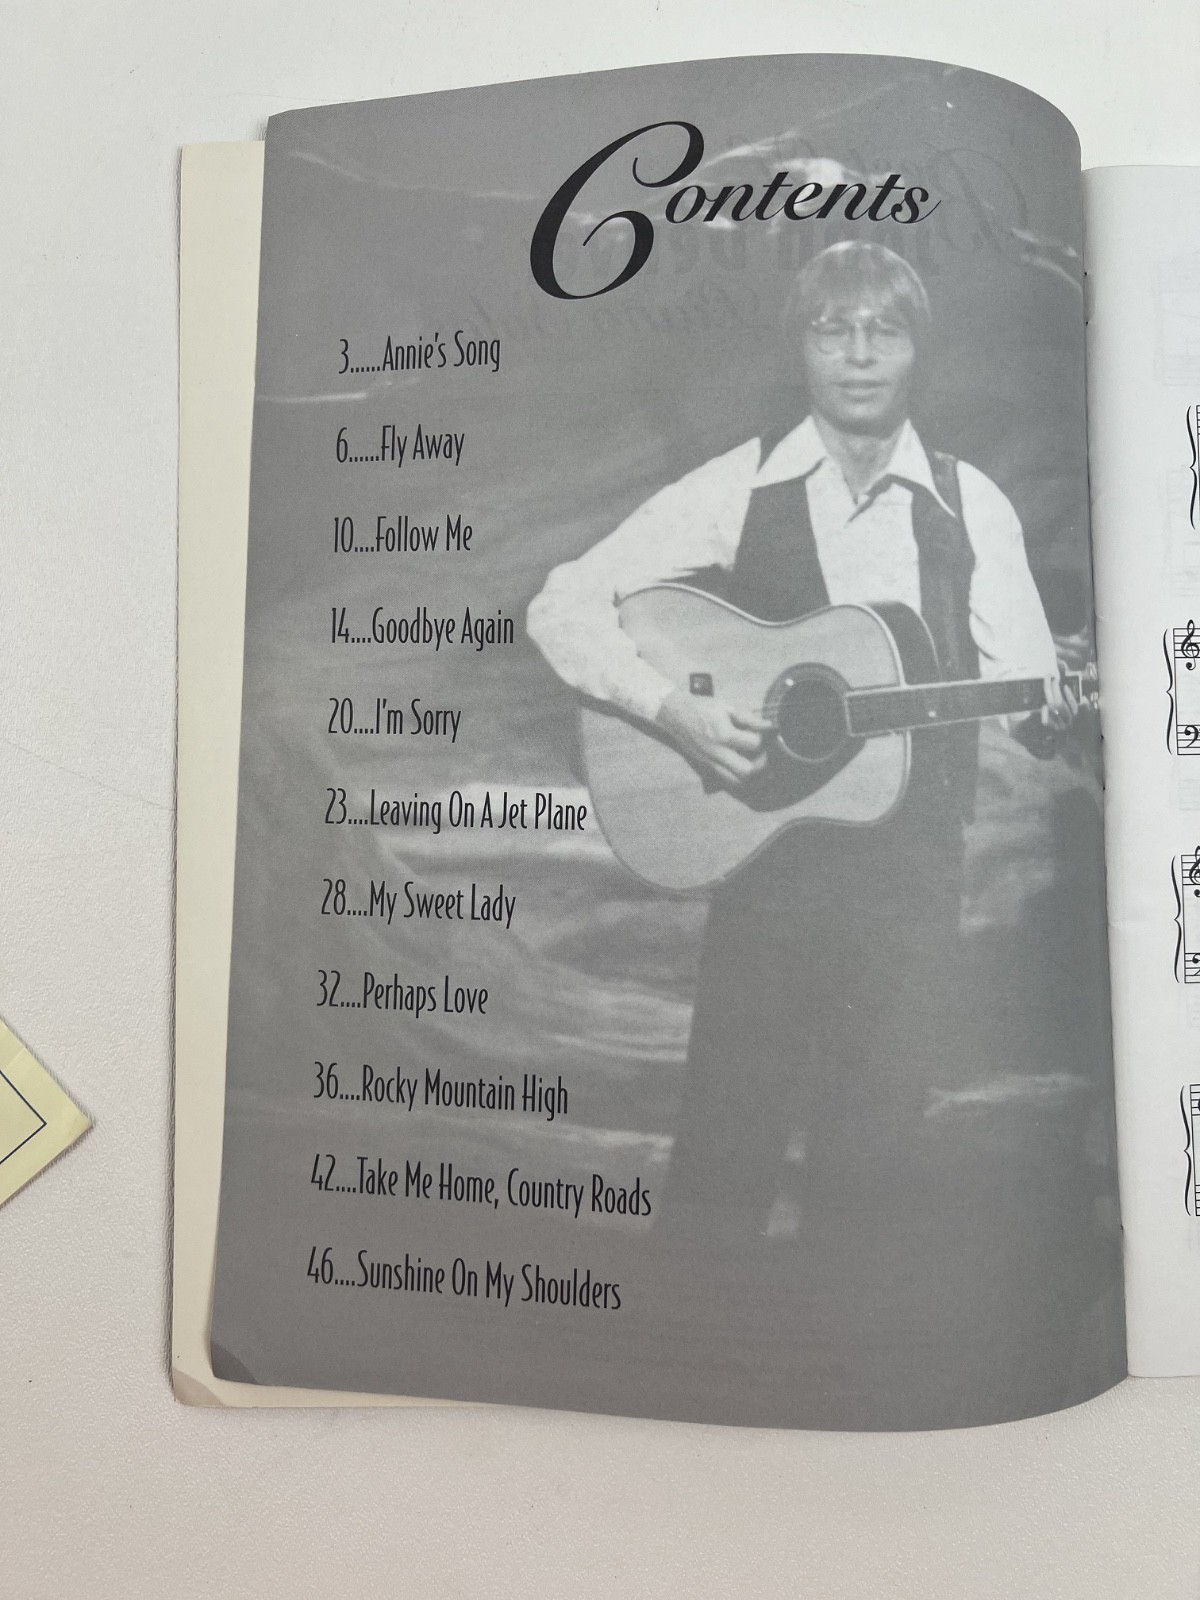 Contents
3......Annie's Song
6......Fly Away
10....Follow Me
14....Goodbye Again
20....I'm Sorry
23....Leaving On A Jet Plane
28....My Sweet Lady
32....Perhaps Love
36....Rocky Mountain High
42....Take Me Home, Country Roads
46....Sunshine On My Shoulders